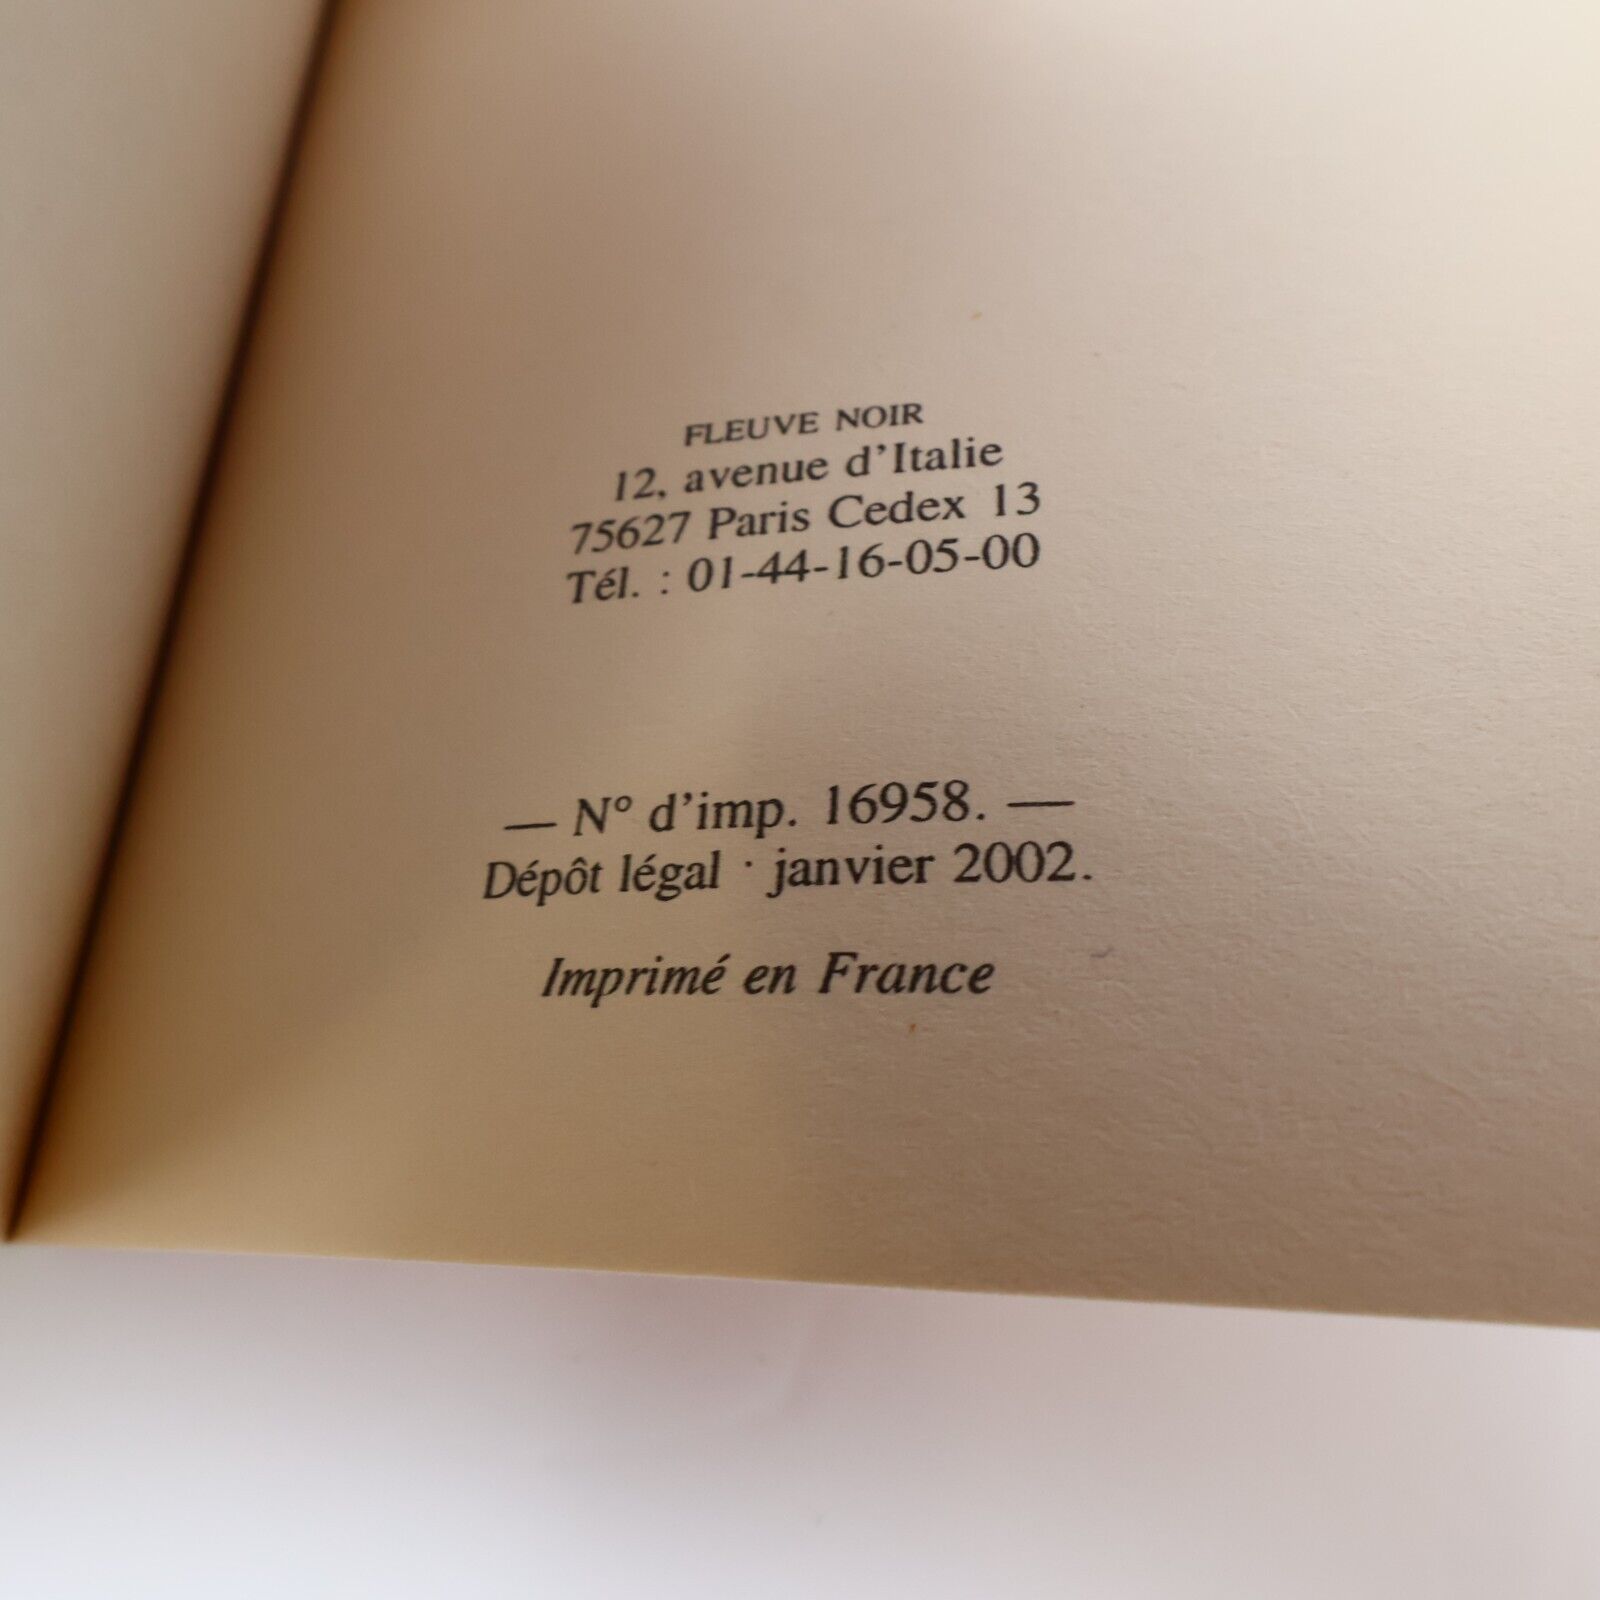 FLEUVE NOIR
12, avenue d'Italie
75627 Paris Cedex 13
Tél. : 01-44-16-05-00
— N° d'imp. 16958. —
Dépôt légal · janvier 2002.
Imprimé en France